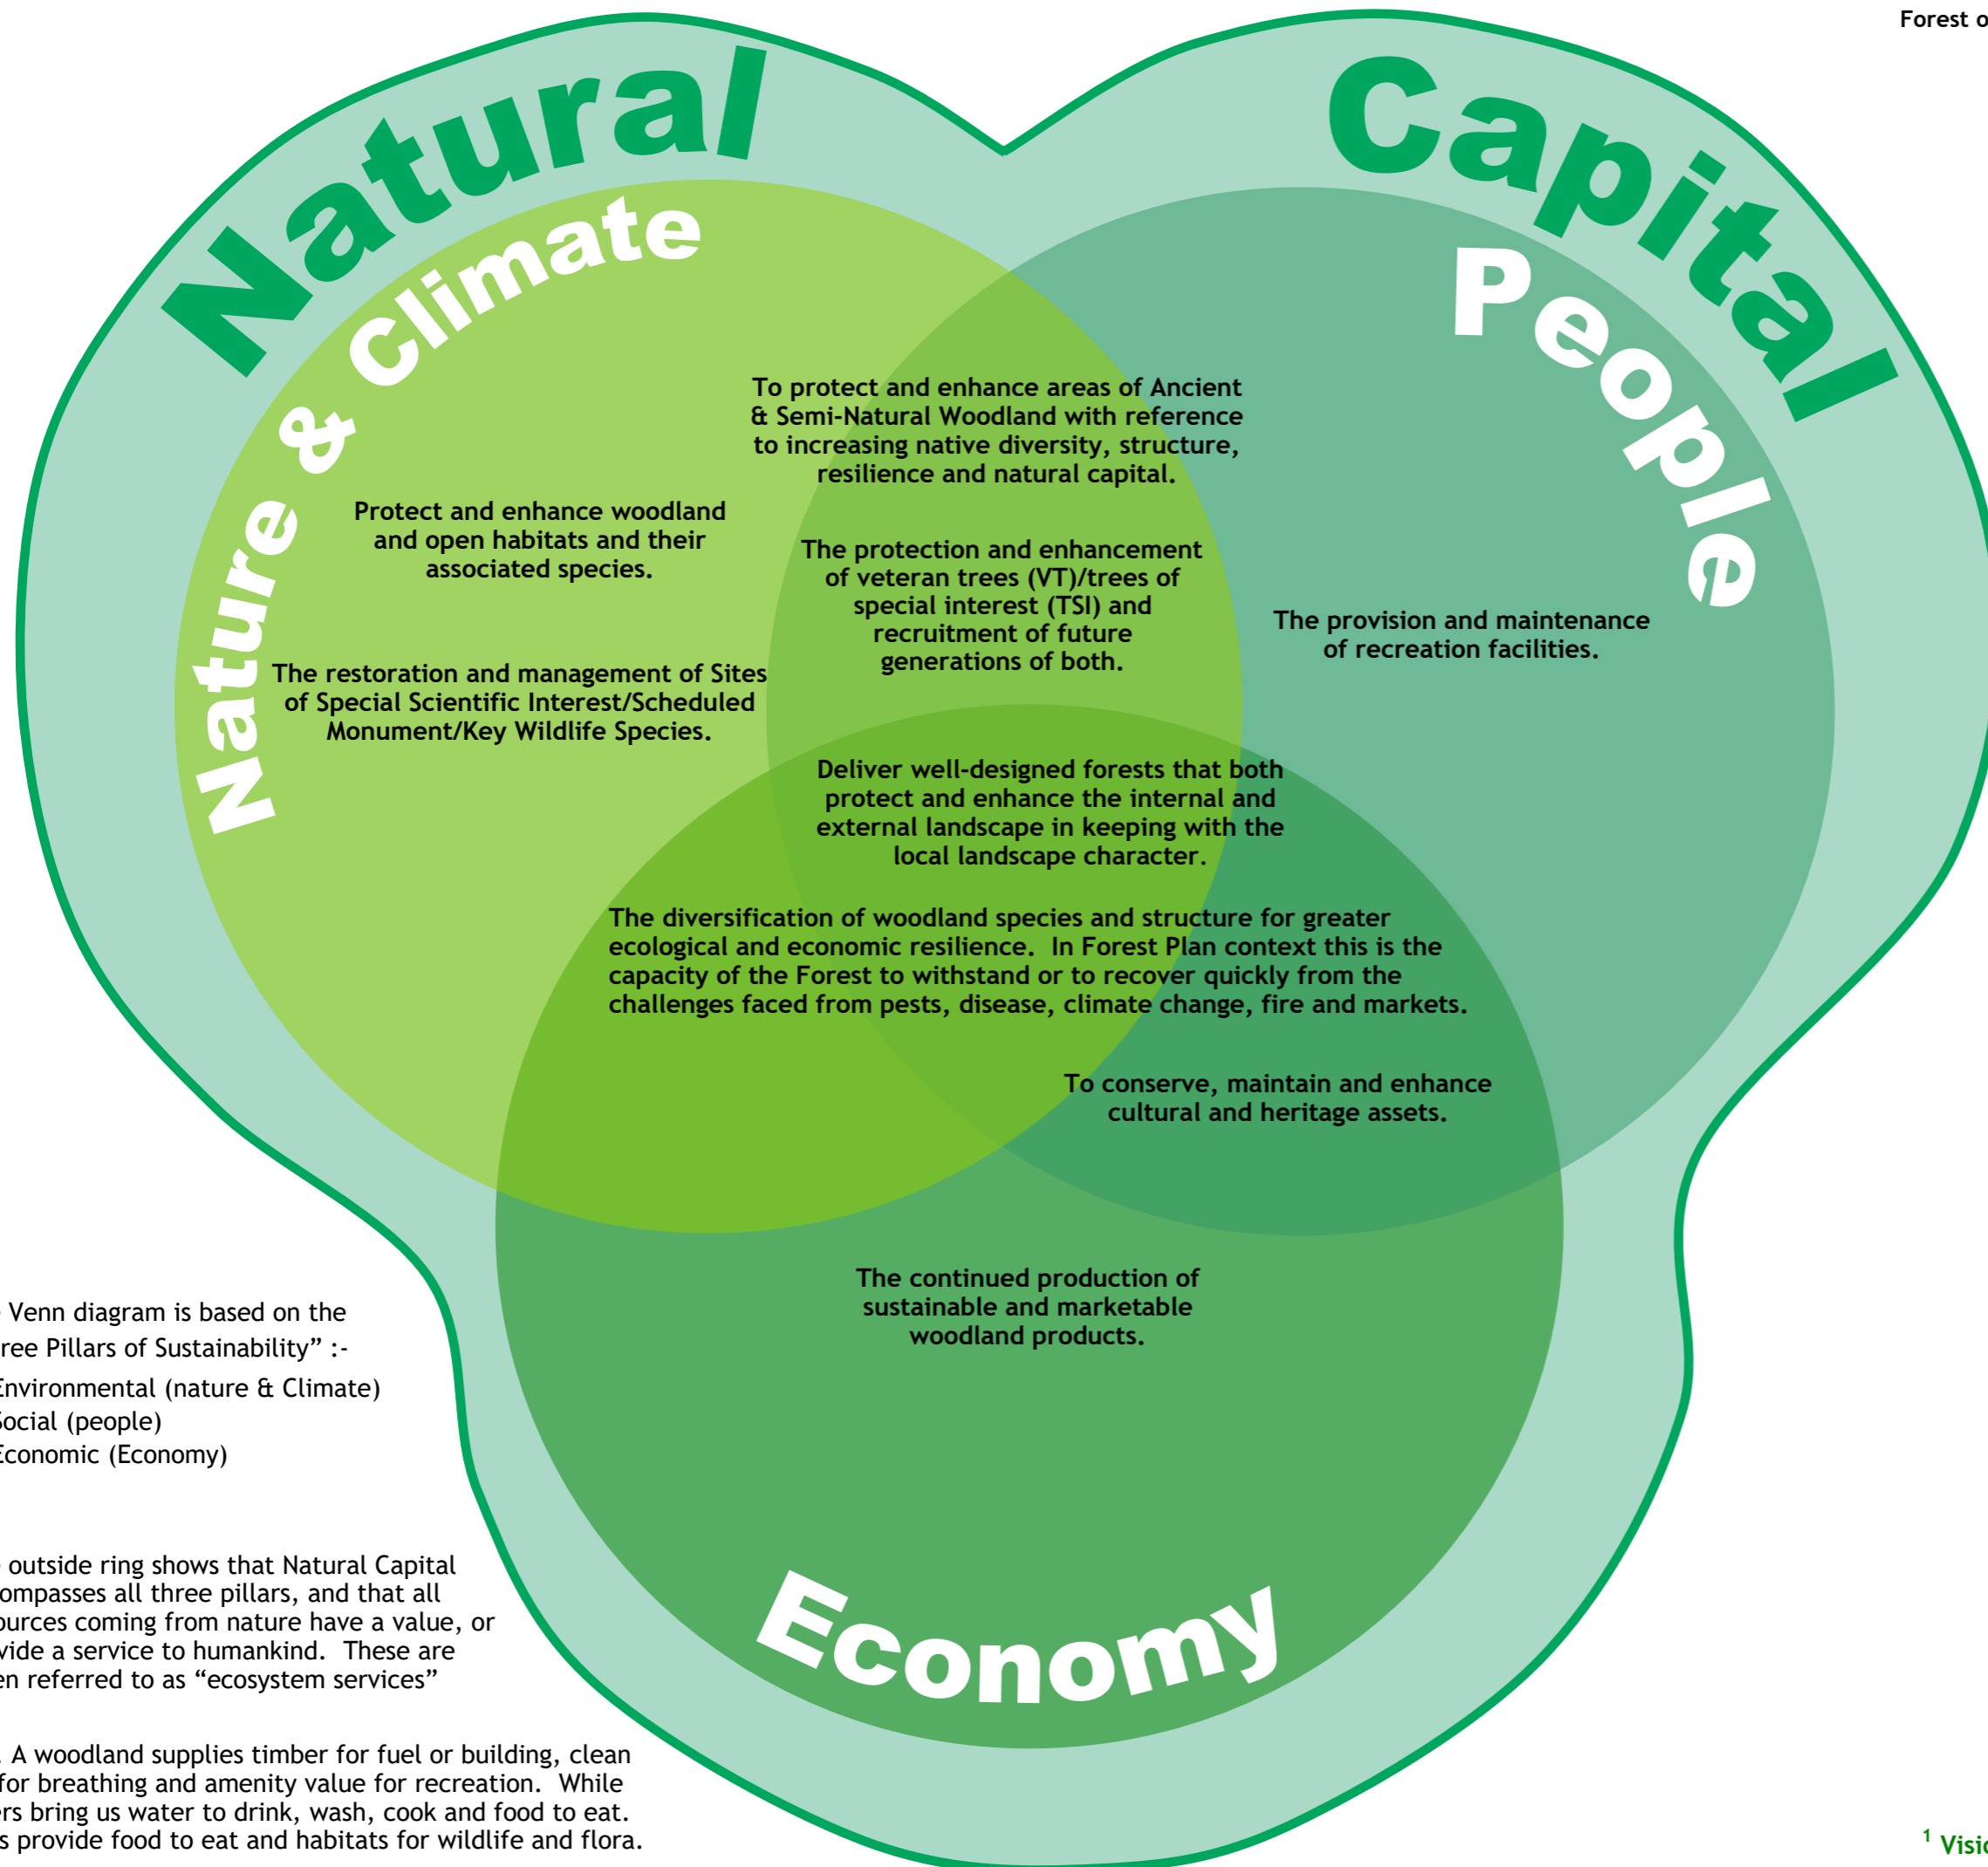 Forest o
Natural Capital
Nature & Climate
People
To protect and enhance areas of Ancient
& Semi-Natural Woodland with reference
to increasing native diversity, structure,
resilience and natural capital.
Protect and enhance woodland
and open habitats and their
associated species.
The protection and enhancement
of veteran trees (VT)/trees of
special interest (TSI) and
recruitment of future
generations of both.
The provision and maintenance
of recreation facilities.
The restoration and management of Sites
of Special Scientific Interest/Scheduled
Monument/Key Wildlife Species.
Deliver well-designed forests that both
protect and enhance the internal and
external landscape in keeping with the
local landscape character.
The diversification of woodland species and structure for greater
ecological and economic resilience.  In Forest Plan context this is the
capacity of the Forest to withstand or to recover quickly from the
challenges faced from pests, disease, climate change, fire and markets.
To conserve, maintain and enhance
cultural and heritage assets.
The continued production of
sustainable and marketable
woodland products.
Economy
Venn diagram is based on the
ree Pillars of Sustainability” :-
Environmental (nature & Climate)
Social (people)
Economic (Economy)
outside ring shows that Natural Capital
ompasses all three pillars, and that all
ources coming from nature have a value, or
vide a service to humankind.  These are
en referred to as “ecosystem services”
. A woodland supplies timber for fuel or building, clean
for breathing and amenity value for recreation.  While
ers bring us water to drink, wash, cook and food to eat.
s provide food to eat and habitats for wildlife and flora.
¹ Visio